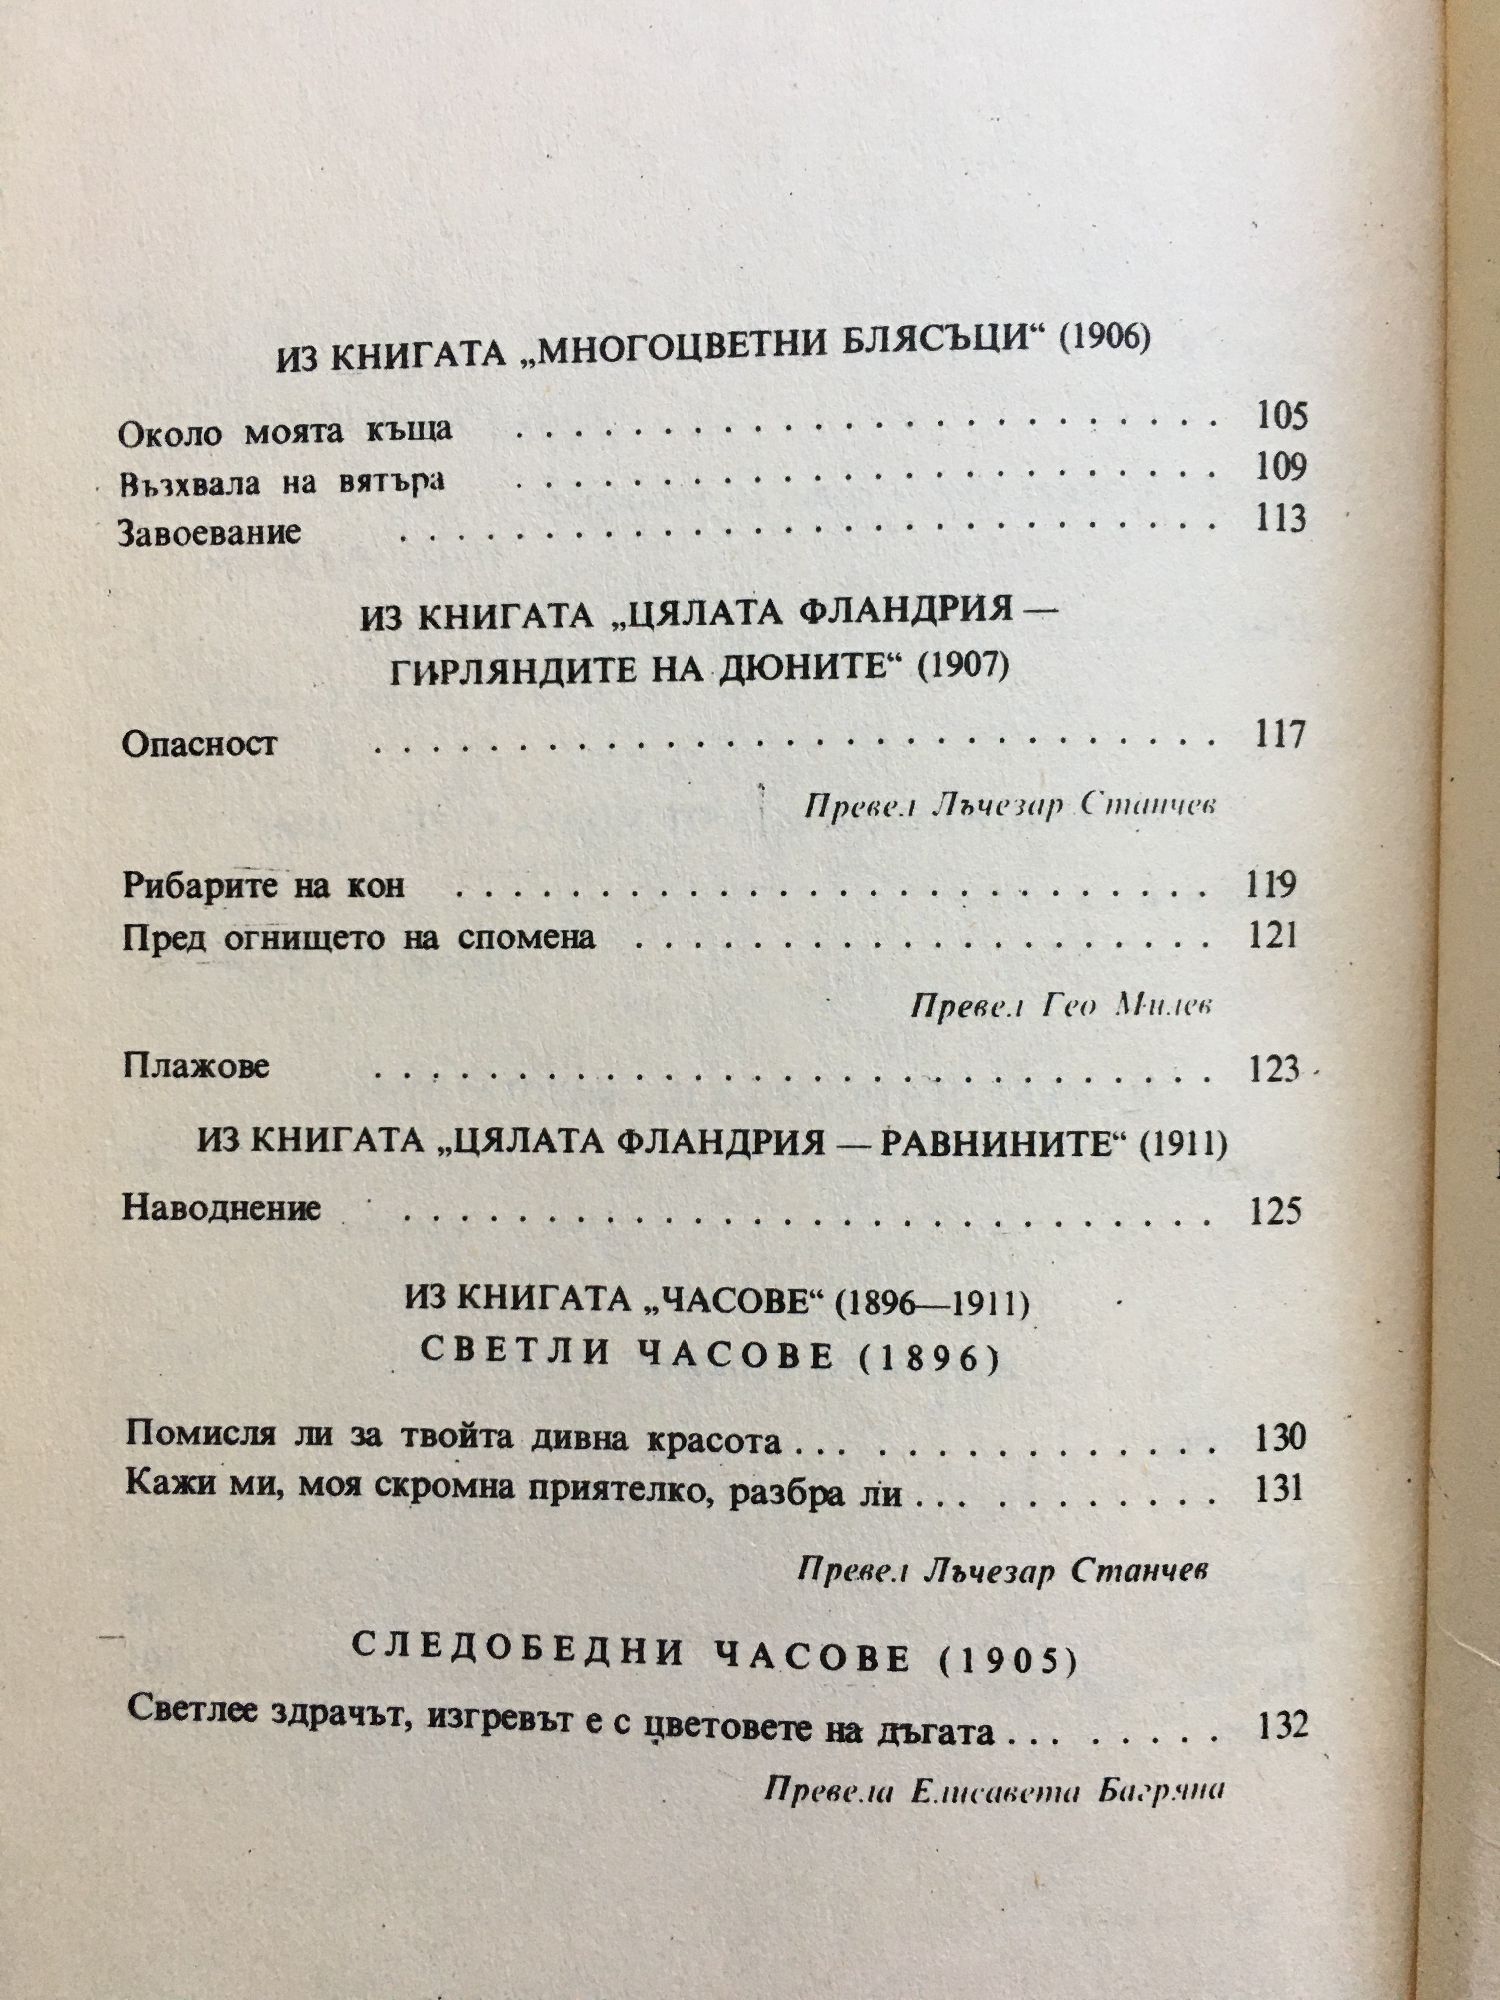 ИЗ КНИГАТА „МНОГОЦВЕТНИ БЛЯСЪЦИ“ (1906)
Около моята къща . . . . . . . . . . . . . . . . . . . . . . . . 105
Възхвала на вятъра . . . . . . . . . . . . . . . . . . . . . . . . 109
Завоевание . . . . . . . . . . . . . . . . . . . . . . . . . . . . 113
ИЗ КНИГАТА „ЦЯЛАТА ФЛАНДРИЯ —
ГИРЛЯНДИТЕ НА ДЮНИТЕ“ (1907)
Опасност . . . . . . . . . . . . . . . . . . . . . . . . . . . . . 117
Превел Лъчезар Станчев
Рибарите на кон . . . . . . . . . . . . . . . . . . . . . . . . . . 119
Пред огнището на спомена . . . . . . . . . . . . . . . . . . . . 121
Превел Гео Милев
Плажове . . . . . . . . . . . . . . . . . . . . . . . . . . . . . 123
ИЗ КНИГАТА „ЦЯЛАТА ФЛАНДРИЯ — РАВНИНИТЕ“ (1911)
Наводнение . . . . . . . . . . . . . . . . . . . . . . . . . . . . 125
ИЗ КНИГАТА „ЧАСОВЕ“ (1896—1911)
СВЕТЛИ ЧАСОВЕ (1896)
Помисля ли за твойта дивна красота... . . . . . . . . . . . . . 130
Кажи ми, моя скромна приятелко, разбра ли... . . . . . . . . . 131
Превел Лъчезар Станчев
СЛЕДОБЕДНИ ЧАСОВЕ (1905)
Светлее здрачът, изгревът е с цветовете на дъгата... . . . . . 132
Превела Елисавета Багряна